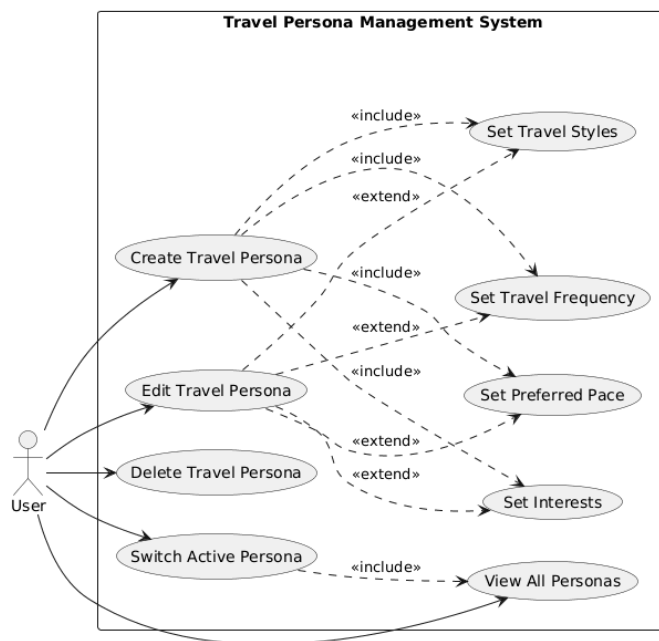 Travel Persona Management System
«include»
Set Travel Styles
«include»
«extend»
Create Travel Persona
«include»
Set Travel Frequency
«extend»
«include»
Edit Travel Persona
Set Preferred Pace
«extend»
«extend»
Delete Travel Persona
Set Interests
User
Switch Active Persona
«include»
View All Personas